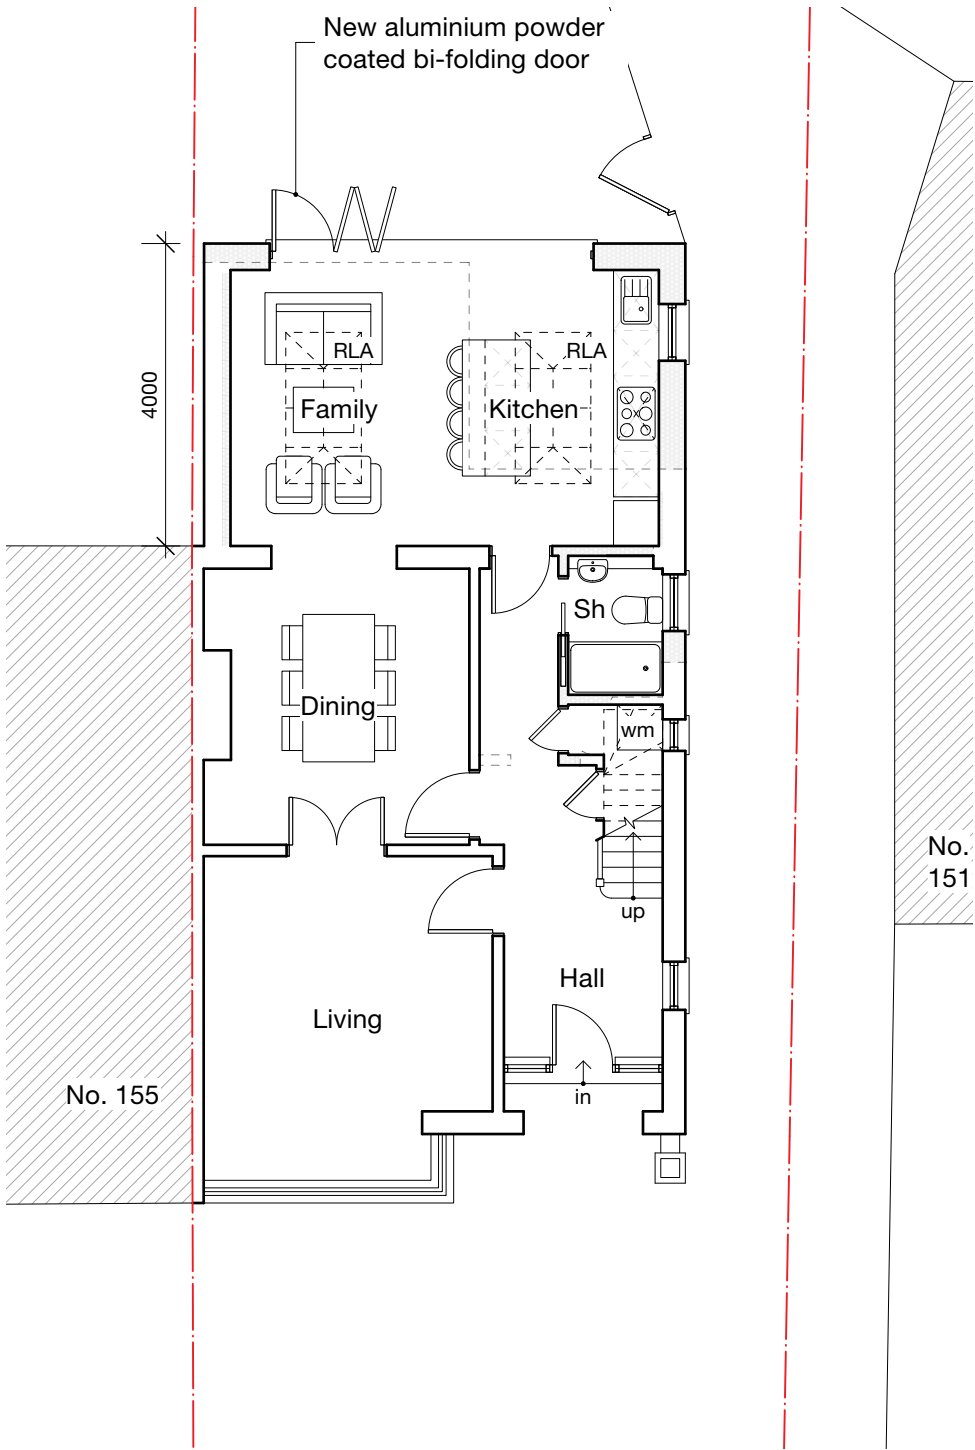 New aluminium powder
coated bi-folding door
4000
RLA
RLA
Family
Kitchen
Sh
Dining
wm
No.
151
up
Hall
Living
No. 155
in